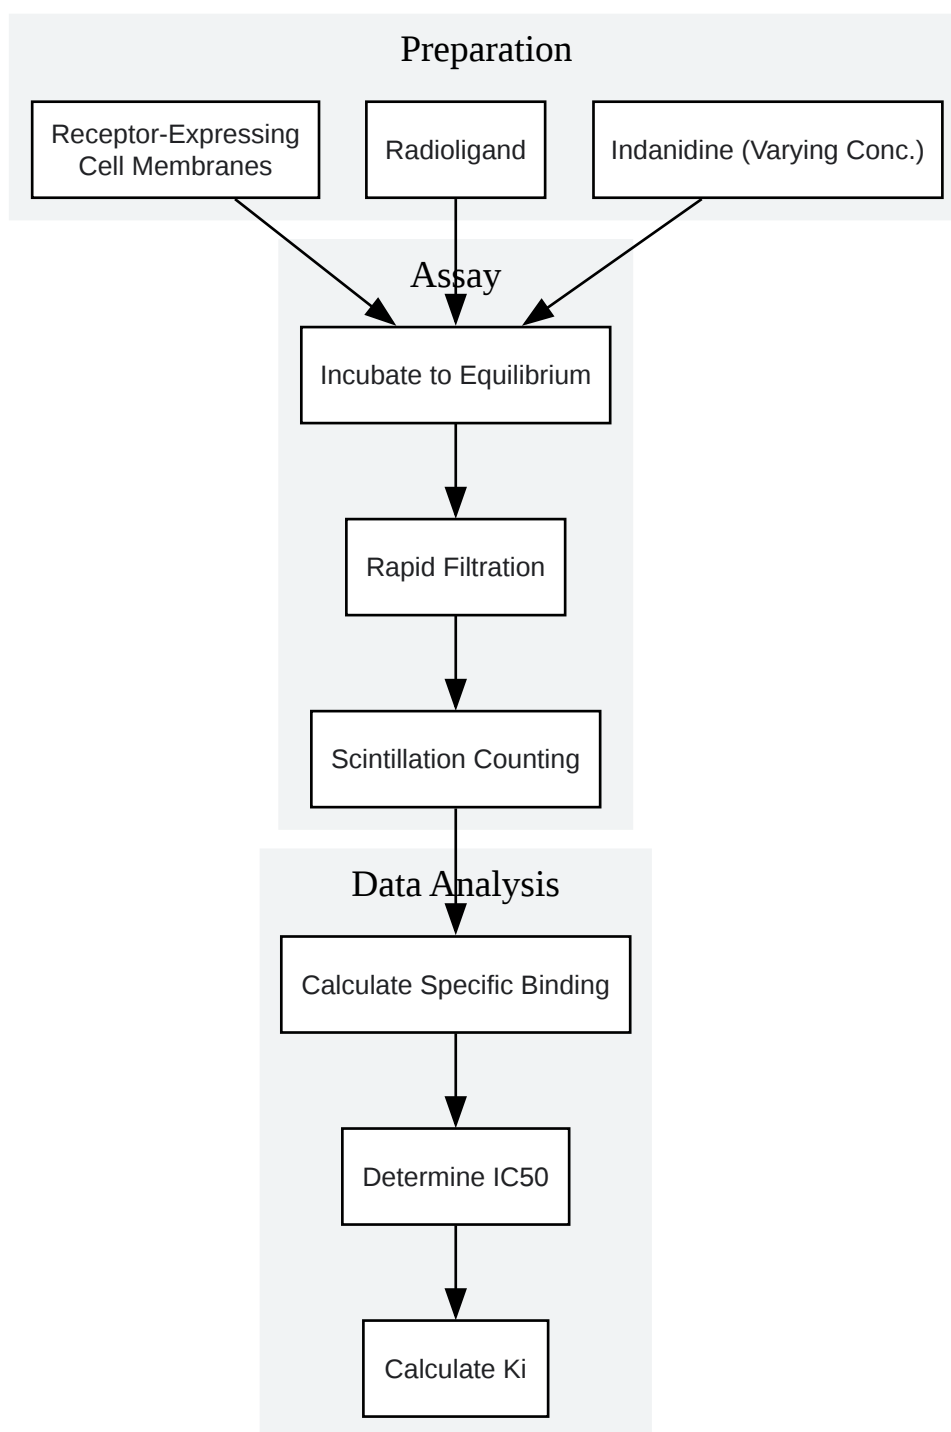 Preparation
Receptor-Expressing
Cell Membranes
Radioligand
Indanidine (Varying Conc.)
Assay
Incubate to Equilibrium
Rapid Filtration
Scintillation Counting
Data Analysis
Calculate Specific Binding
Determine IC50
Calculate Ki